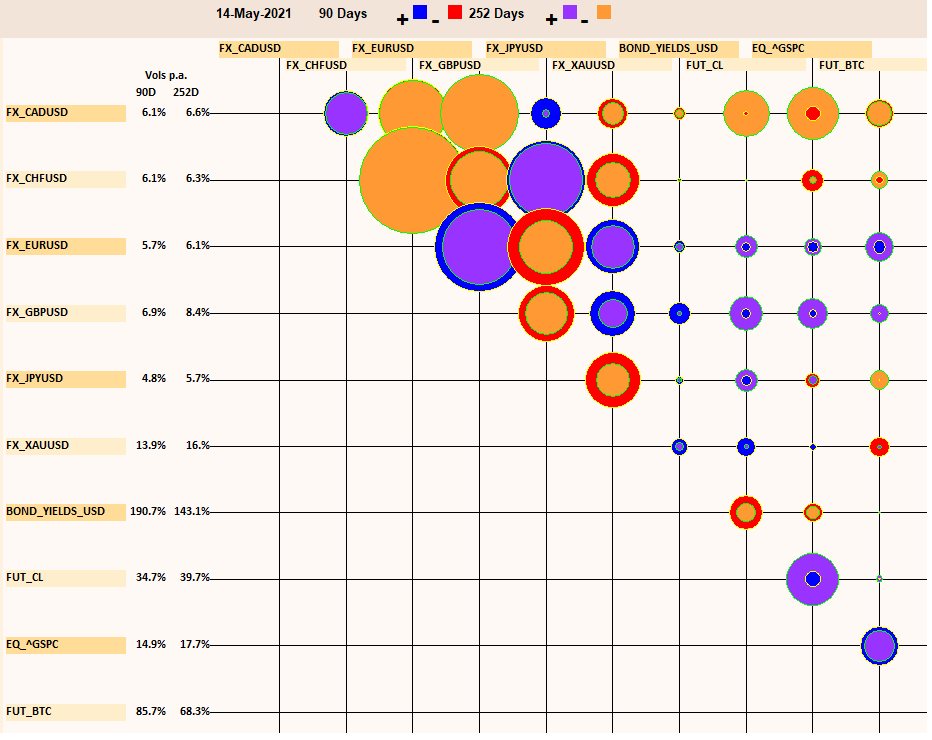 14-May-2021 90 Days + - 252 Days + -
FX_CADUSD FX_EURUSD FX_JPYUSD BOND_YIELDS_USD EQ_^GSPC
FX_CHFUSD FX_GBPUSD FX_XAUUSD FUT_CL FUT_BTC
Vols p.a.
90D 252D
FX_CADUSD 6.1% 6.6%
FX_CHFUSD 6.1% 6.3%
FX_EURUSD 5.7% 6.1%
FX_GBPUSD 6.9% 8.4%
FX_JPYUSD 4.8% 5.7%
FX_XAUUSD 13.9% 16.%
BOND_YIELDS_USD 190.7% 143.1%
FUT_CL 34.7% 39.7%
EQ_^GSPC 14.9% 17.7%
FUT_BTC 85.7% 68.3%